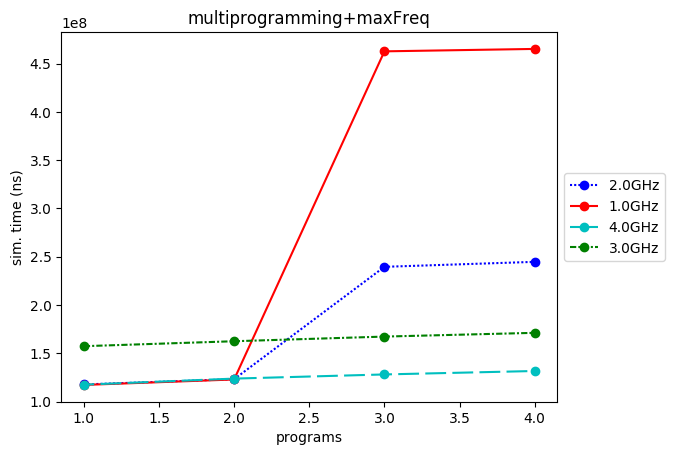 multiprogramming+maxFreq
1e8
4.5
4.0
3.5
3.0
2.5
2.0
1.5
1.0
sim. time (ns)
1.0 1.5 2.0 2.5 3.0 3.5 4.0
programs
2.0GHz
1.0GHz
4.0GHz
3.0GHz